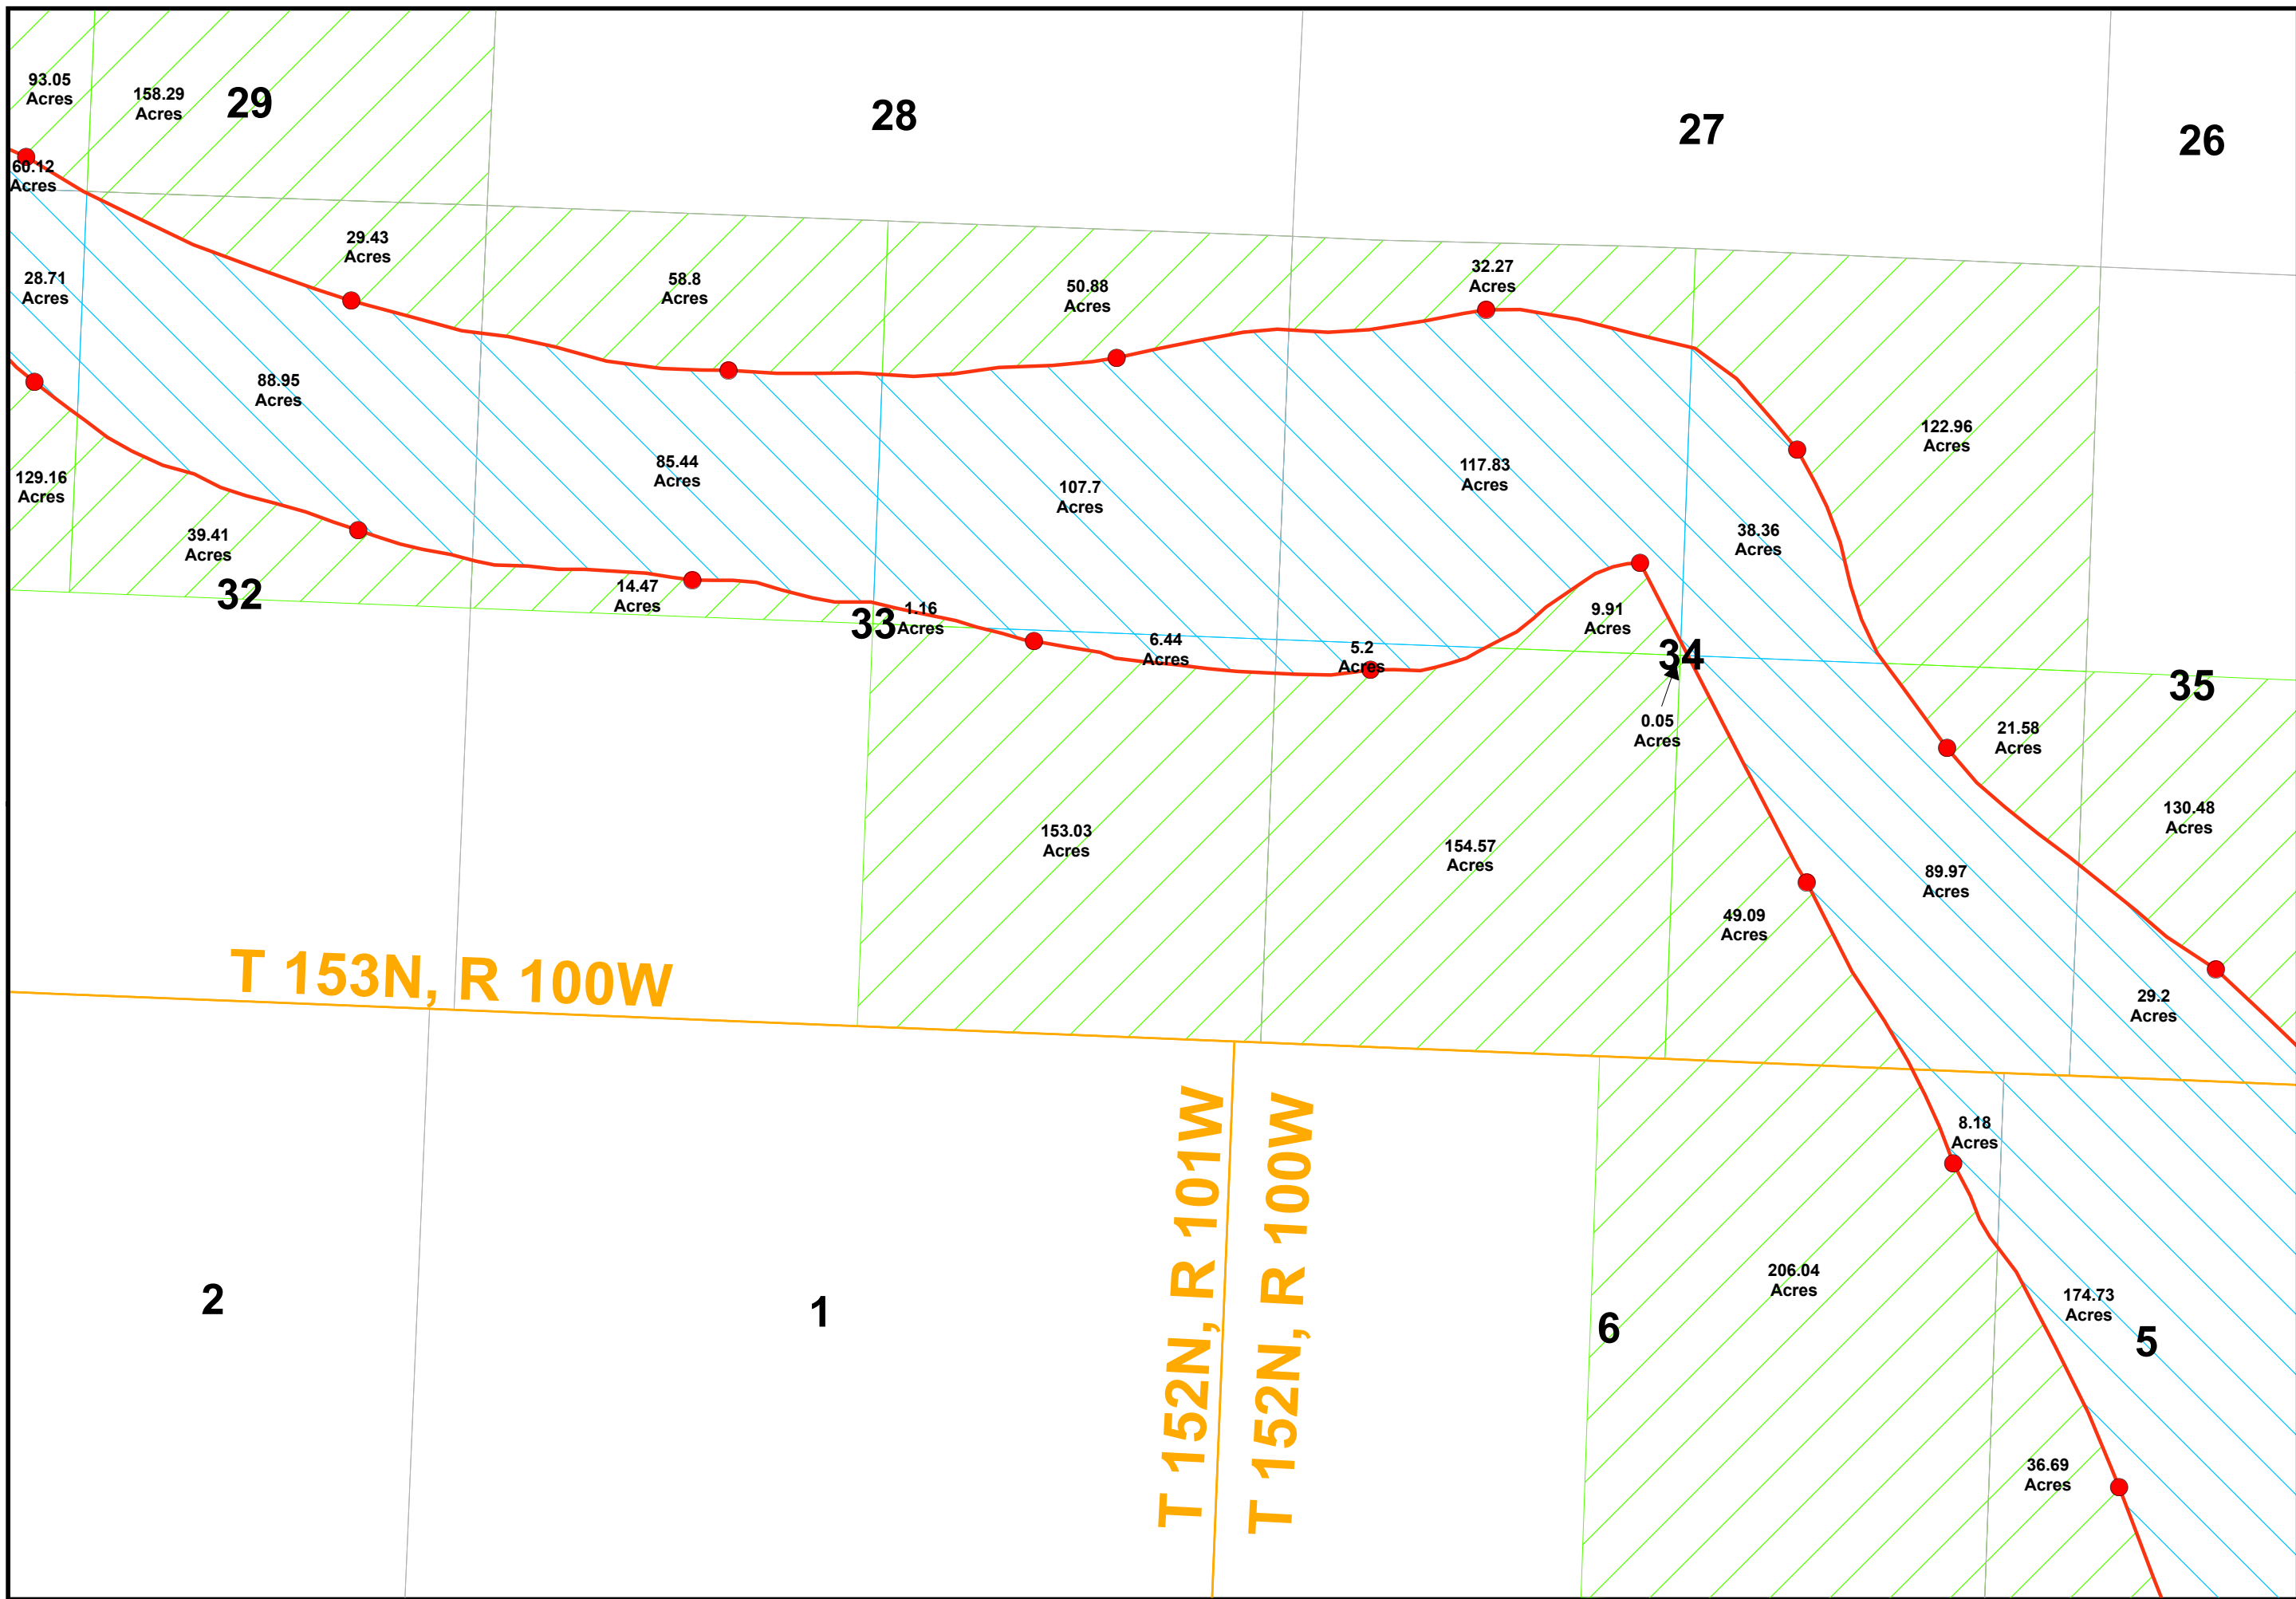 93.05
Acres
158.29
Acres
29
28
27
26
60.12
Acres
29.43
Acres
28.71
Acres
58.8
Acres
50.88
Acres
32.27
Acres
88.95
Acres
85.44
Acres
107.7
Acres
117.83
Acres
122.96
Acres
38.36
Acres
129.16
Acres
39.41
Acres
32
14.47
Acres
33
1.16
Acres
6.44
Acres
5.2
Acres
9.91
Acres
34
0.05
Acres
35
21.58
Acres
130.48
Acres
153.03
Acres
154.57
Acres
89.97
Acres
49.09
Acres
29.2
Acres
T 153N, R 100W
T 152N, R 101W
T 152N, R 100W
8.18
Acres
206.04
Acres
174.73
Acres
2
1
6
5
36.69
Acres